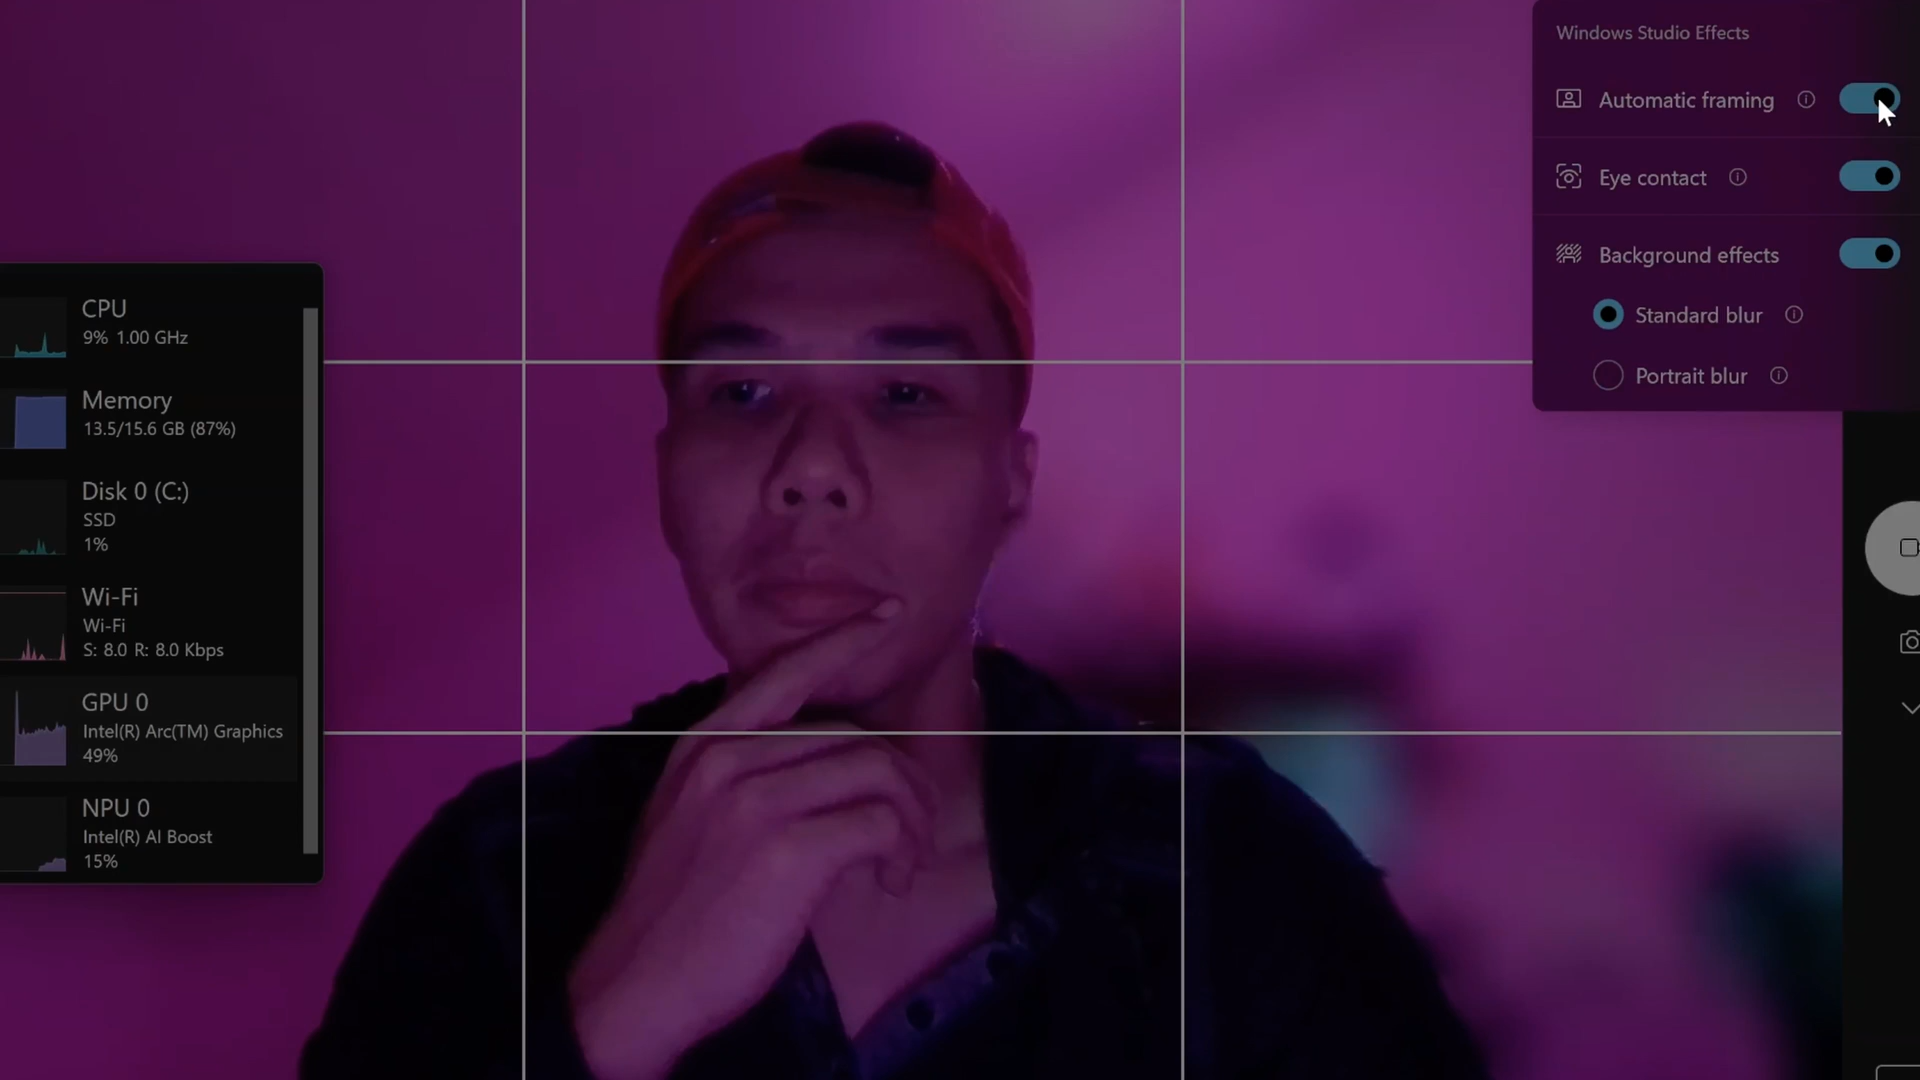 Windows Studio Effects
Automatic framing
Eye contact
Background effects
Standard blur
Portrait blur
CPU
9% 1.00 GHz
Memory
13.5/15.6 GB (87%)
Disk 0 (C:)
SSD
1%
Wi-Fi
Wi-Fi
S: 8.0 R: 8.0 Kbps
GPU 0
Intel(R) Arc(TM) Graphics
49%
NPU 0
Intel(R) AI Boost
15%